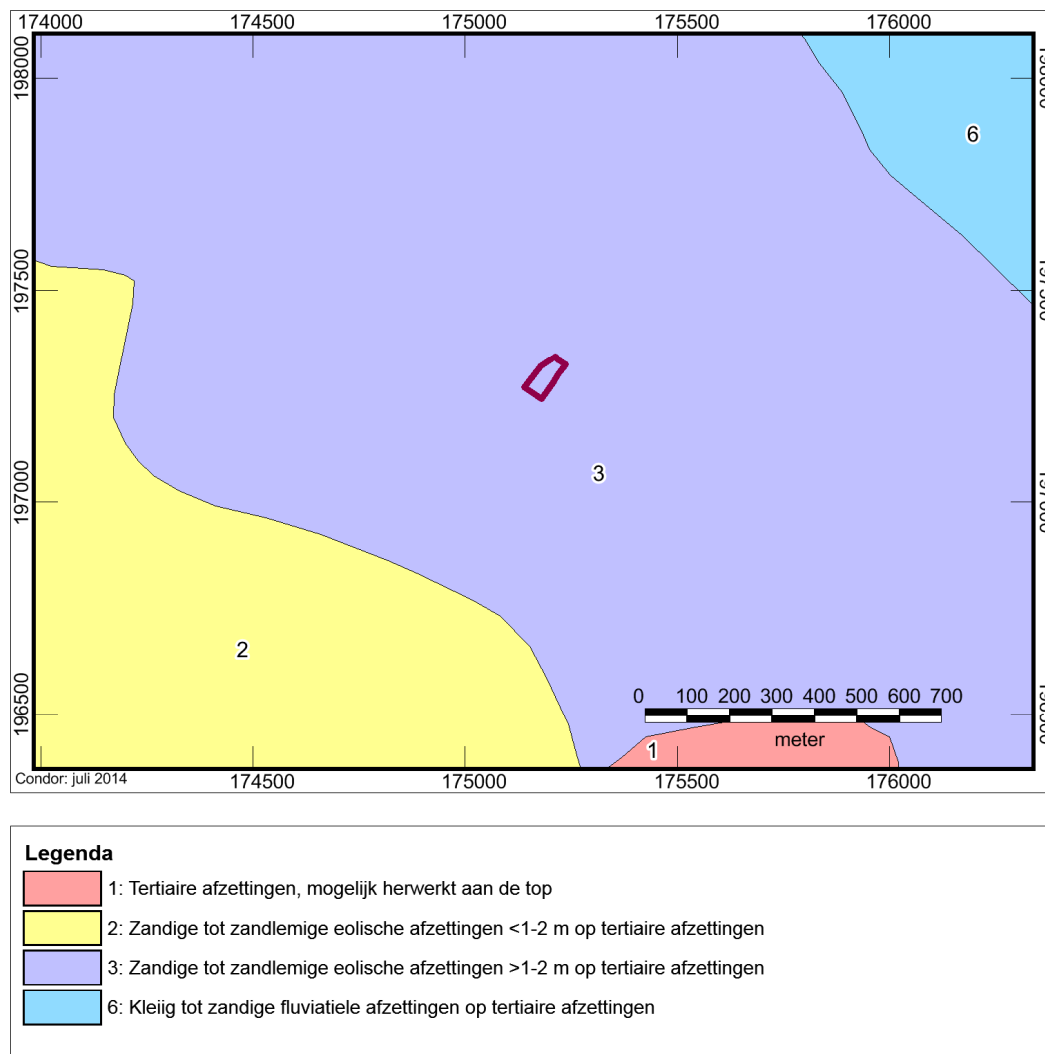 174000 174500 175000 175500 176000
198000
6
197500
3
197000
2
196500
0 100 200 300 400 500 600 700
meter
1
Condor: juli 2014
174500 175000 175500 176000
Legenda
1: Tertiaire afzettingen, mogelijk herwerkt aan de top
2: Zandige tot zandlemige eolische afzettingen <1-2 m op tertiaire afzettingen
3: Zandige tot zandlemige eolische afzettingen >1-2 m op tertiaire afzettingen
6: Kleiig tot zandige fluviatiele afzettingen op tertiaire afzettingen